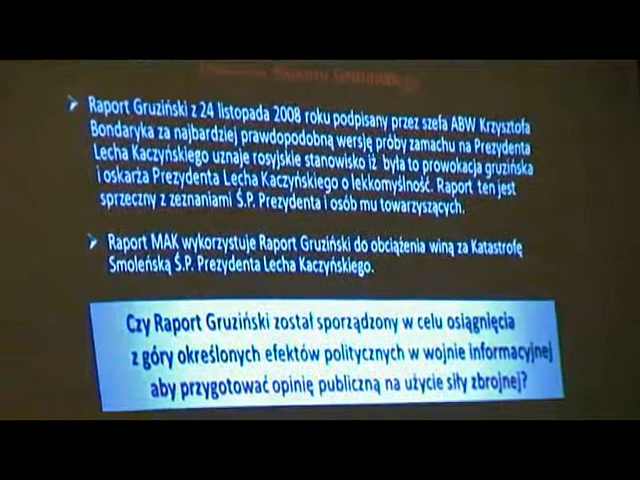 Raport Gruziński z 24 listopada 2008 roku podpisany przez szefa ABW Krzysztofa
Bondaryka za najbardziej prawdopodobną wersję próby zamachu na Prezydenta
Lecha Kaczyńskiego uznaje rosyjskie stanowisko iż była to prowokacja gruzińska
i oskarża Prezydenta Lecha Kaczyńskiego o lekkomyślność. Raport ten jest
sprzeczny z zeznaniami Ś.P. Prezydenta i osób mu towarzyszących.
Raport MAK wykorzystuje Raport Gruziński do obciążenia winą za Katastrofę
Smoleńską Ś.P. Prezydenta Lecha Kaczyńskiego.
Czy Raport Gruziński został sporządzony w celu osiągnięcia
z góry określonych efektów politycznych w wojnie informacyjnej
aby przygotować opinię publiczną na użycie siły zbrojnej?